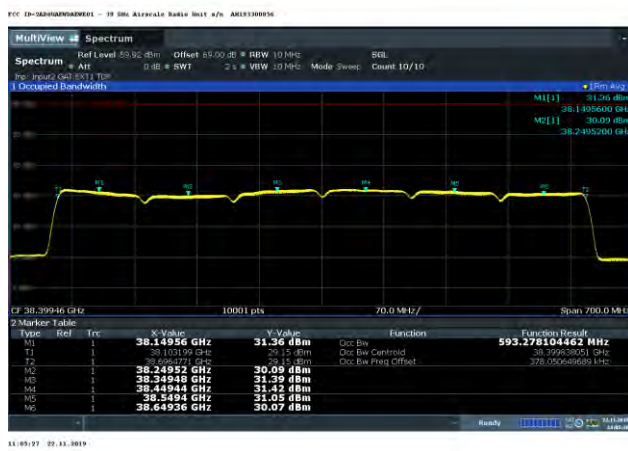 38 GHz Airscale Radio Unit s/n
MultiView Spectrum
Spectrum
Ref Level 59.92 dBm Offset 69.00 dB RBW 10 MHz SGL
Att 0 dB SWT 2 s VBW 10 MHz Mode Sweep Count 10/10
1 Occupied Bandwidth 1Rm Avg
M1[1] 31.36 dBm
38.1495600 GHz
M2[1] 30.09 dBm
38.2495200 GHz
CF 38.39946 GHz 10001 pts 70.0 MHz/ Span 700.0 MHz
2 Marker Table
Type Ref Trc X-Value Y-Value Function Function Result
M1 1 38.14956 GHz 31.36 dBm Occ Bw 593.278104462 MHz
T1 1 38.103199 GHz 29.15 dBm Occ Bw Centroid 38.399838051 GHz
T2 1 38.6964771 GHz 29.15 dBm Occ Bw Freq Offset 378.050649689 kHz
M2 1 38.24952 GHz 30.09 dBm
M3 1 38.34948 GHz 31.39 dBm
M4 1 38.44944 GHz 31.42 dBm
M5 1 38.5494 GHz 31.05 dBm
M6 1 38.64936 GHz 30.07 dBm
Ready
11:03:27 22.11.2019